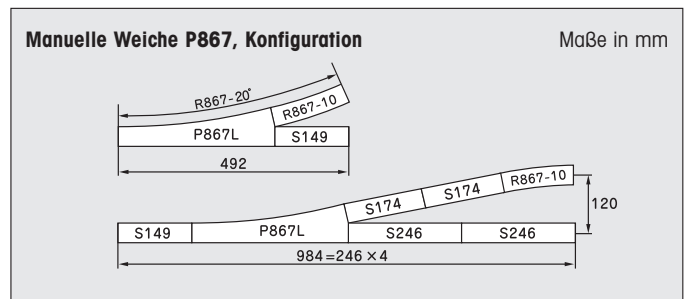 Manuelle Weiche P867, Konfiguration Maße in mm
R867-20°
R867-10
P867L S149
492
S174 S174 R867-10
120
S149 P867L S246 S246
984=246×4